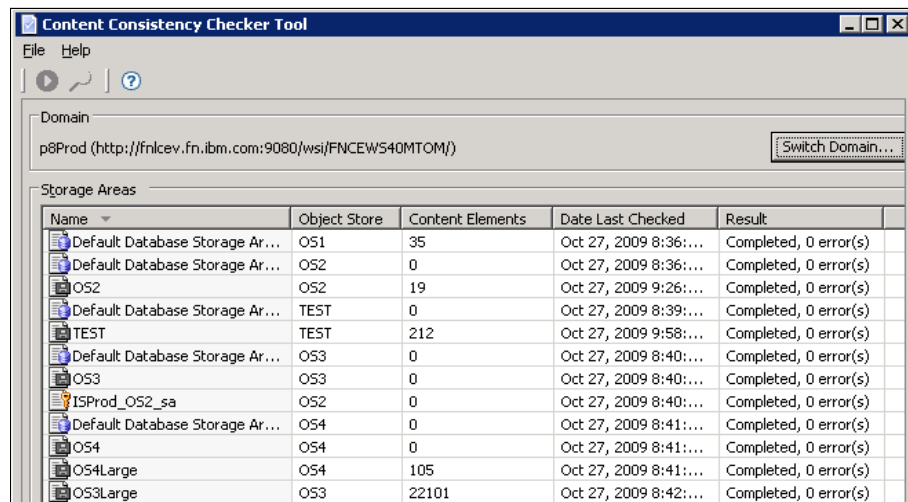 Content Consistency Checker Tool
File Help
Domain
p8Prod (http://fnlcev.fn.ibm.com:9080/wsi/FNCEWS40MTOM/) Switch Domain...
Storage Areas
Name Object Store Content Elements Date Last Checked Result
Default Database Storage Ar... OS1 35 Oct 27, 2009 8:36:... Completed, 0 error(s)
Default Database Storage Ar... OS2 0 Oct 27, 2009 8:36:... Completed, 0 error(s)
OS2 OS2 19 Oct 27, 2009 9:26:... Completed, 0 error(s)
Default Database Storage Ar... TEST 0 Oct 27, 2009 8:39:... Completed, 0 error(s)
TEST TEST 212 Oct 27, 2009 9:58:... Completed, 0 error(s)
Default Database Storage Ar... OS3 0 Oct 27, 2009 8:40:... Completed, 0 error(s)
OS3 OS3 0 Oct 27, 2009 8:40:... Completed, 0 error(s)
ISProd_OS2_sa OS2 0 Oct 27, 2009 8:40:... Completed, 0 error(s)
Default Database Storage Ar... OS4 0 Oct 27, 2009 8:41:... Completed, 0 error(s)
OS4 OS4 0 Oct 27, 2009 8:41:... Completed, 0 error(s)
OS4Large OS4 105 Oct 27, 2009 8:41:... Completed, 0 error(s)
OS3Large OS3 22101 Oct 27, 2009 8:42:... Completed, 0 error(s)